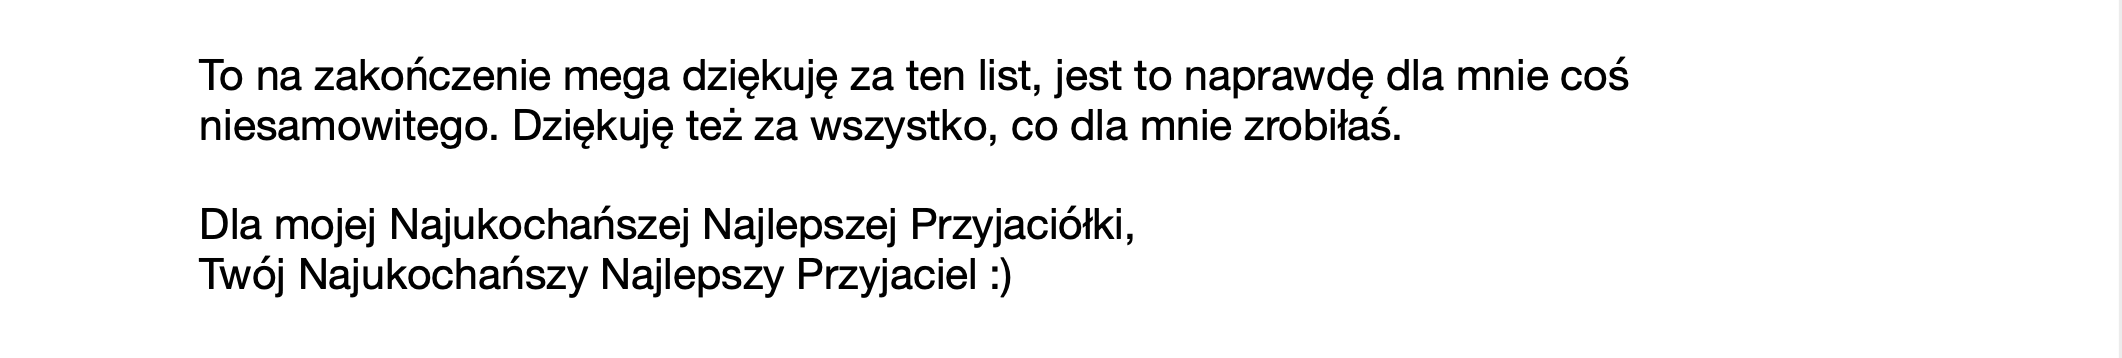 To na zakończenie mega dziękuję za ten list, jest to naprawdę dla mnie coś
niesamowitego. Dziękuję też za wszystko, co dla mnie zrobiłaś.
Dla mojej Najukochańszej Najlepszej Przyjaciółki,
Twój Najukochańszy Najlepszy Przyjaciel :)